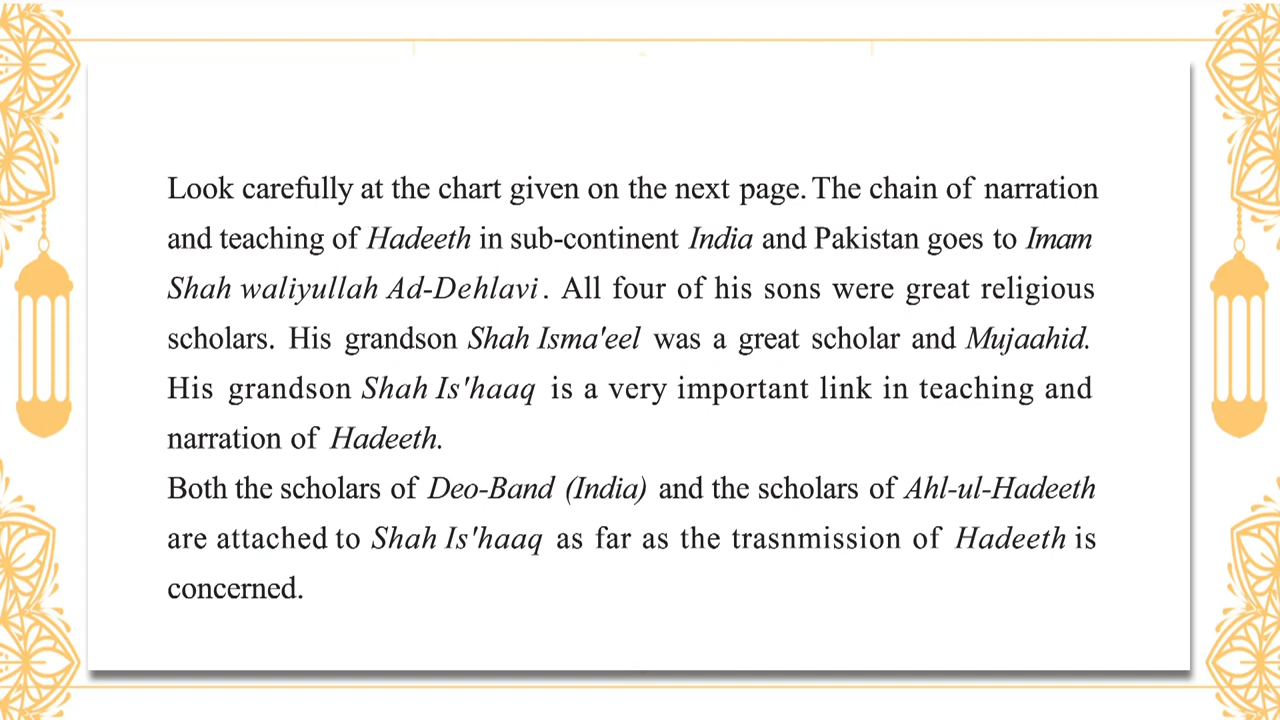 Look carefully at the chart given on the next page. The chain of narration
and teaching of Hadeeth in sub-continent India and Pakistan goes to Imam
Shah waliyullah Ad-Dehlavi. All four of his sons were great religious
scholars. His grandson Shah Isma'eel was a great scholar and Mujaahid.
His grandson Shah Is'haaq is a very important link in teaching and
narration of Hadeeth.
Both the scholars of Deo-Band (India) and the scholars of Ahl-ul-Hadeeth
are attached to Shah Is'haaq as far as the trasnmission of Hadeeth is
concerned.